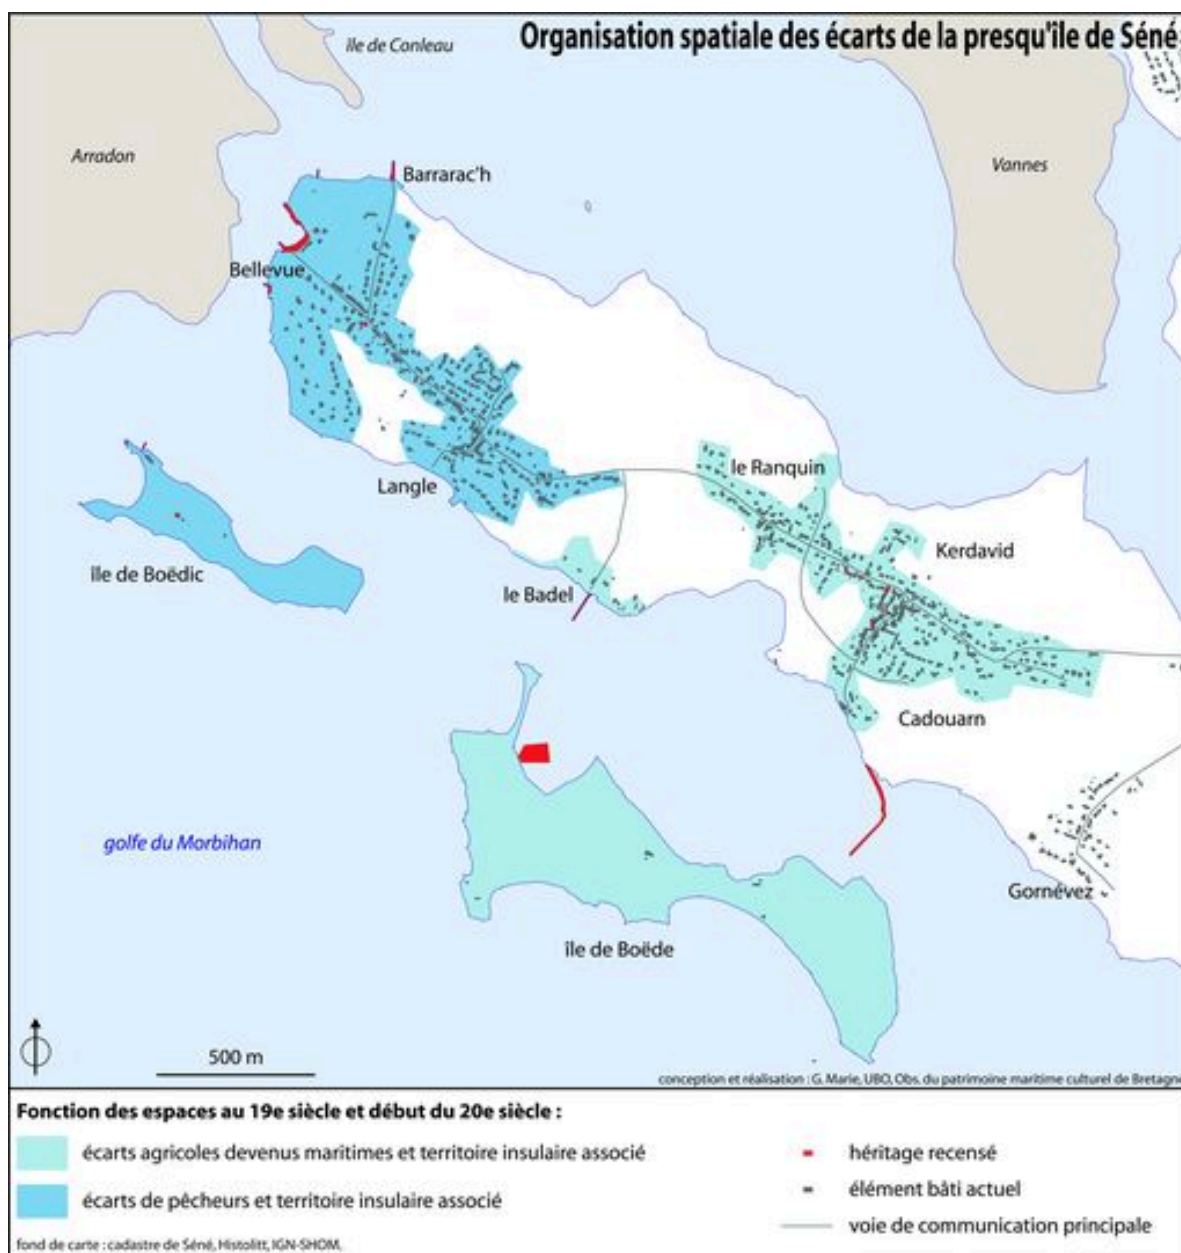 Organisation spatiale des écarts de la presqu'île de Séné
île de Conleau
Arradon
Vannes
Barrarac'h
Bellevue
le Ranquin
Langle
Kerdavid
île de Boëdic
le Badel
Cadouarn
golfe du Morbihan
Gornévez
île de Boëde
500 m
conception et réalisation : G. Marie, UBO, Obs. du patrimoine maritime culturel de Bretagne
Fonction des espaces au 19e siècle et début du 20e siècle :
écarts agricoles devenus maritimes et territoire insulaire associé
écarts de pêcheurs et territoire insulaire associé
héritage recensé
élément bâti actuel
voie de communication principale
fond de carte : cadastre de Séné, Histolitt, IGN-SHOM.